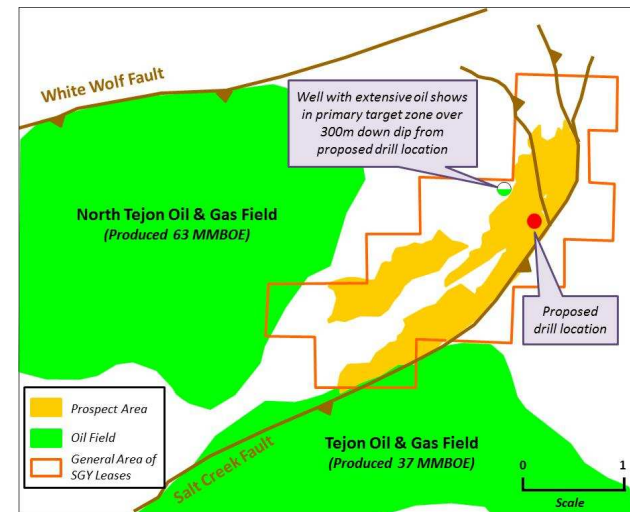 White Wolf Fault
Well with extensive oil shows
in primary target zone over
300m down dip from
proposed drill location
North Tejon Oil & Gas Field
(Produced 63 MMBOE)
Proposed
drill location
Prospect Area
Oil Field
General Area of
SGY Leases
Salt Creek Fault
Tejon Oil & Gas Field
(Produced 37 MMBOE)
0 1
Scale